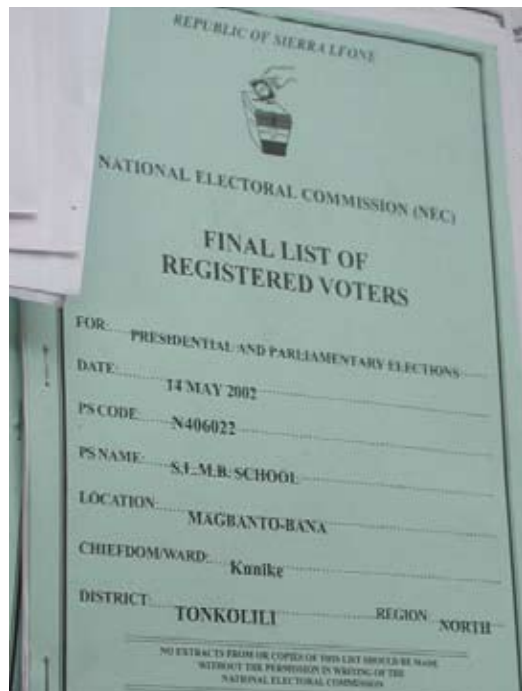 REPUBLIC OF SIERRA LEONE
NATIONAL ELECTORAL COMMISSION (NEC)
FINAL LIST OF
REGISTERED VOTERS
FOR: PRESIDENTIAL AND PARLIAMENTARY ELECTIONS
DATE: 14 MAY 2002
PS CODE: N406022
PS NAME: S.L.M.B. SCHOOL
LOCATION: MAGBANTO-BANA
CHIEFDOM/WARD: Kunike
DISTRICT: TONKOLILI REGION: NORTH
NO EXTRACTS FROM OR COPIES OF THIS LIST SHOULD BE MADE
WITHOUT THE PERMISSION IN WRITING OF THE
NATIONAL ELECTORAL COMMISSION